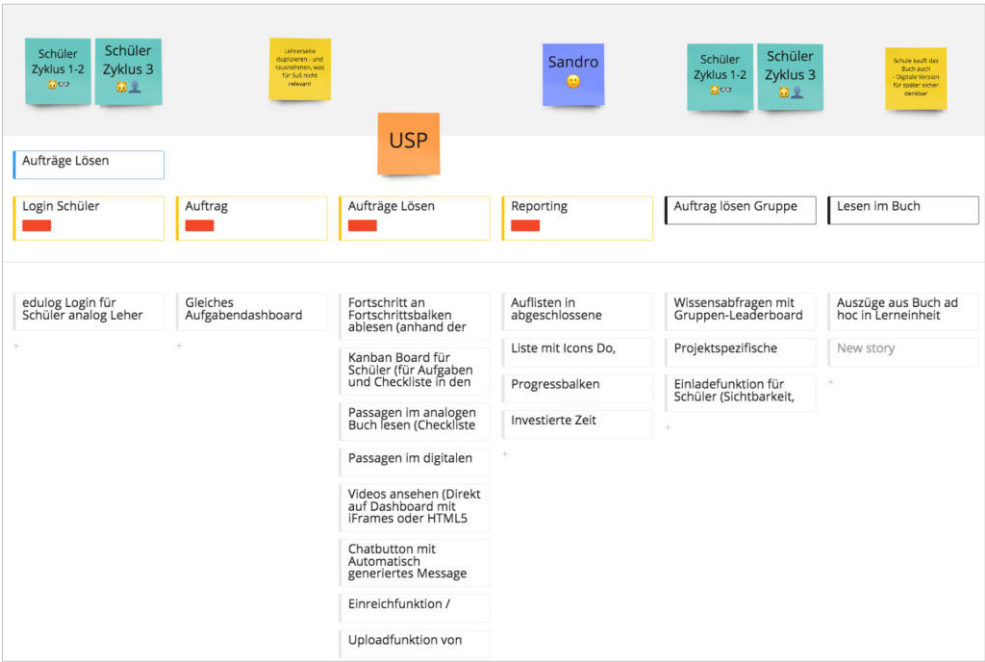 Schüler
Zyklus 1-2
Schüler
Zyklus 3
Lehrerseite
duplizieren - und
rausnehmen, was
für SuS nicht
relevant
Sandro
Schüler
Zyklus 1-2
Schüler
Zyklus 3
Schule kauft das
Buch auch
- Digitale Version
für später sicher
denkbar
USP
Aufträge Lösen
Login Schüler
Auftrag
Aufträge Lösen
Reporting
Auftrag lösen Gruppe
Lesen im Buch
edulog Login für
Schüler analog Leher
Gleiches
Aufgabendashboard
Fortschritt an
Fortschrittsbalken
ablesen (anhand der
Kanban Board für
Schüler (für Aufgaben
und Checkliste in den
Passagen im analogen
Buch lesen (Checkliste
Passagen im digitalen
Videos ansehen (Direkt
auf Dashboard mit
iFrames oder HTML5
Chatbutton mit
Automatisch
generiertes Message
Einreichfunktion /
Uploadfunktion von
Auflisten in
abgeschlossene
Liste mit Icons Do,
Progressbalken
Investierte Zeit
Wissensabfragen mit
Gruppen-Leaderboard
Projektspezifische
Einladefunktion für
Schüler (Sichtbarkeit,
Auszüge aus Buch ad
hoc in Lerneinheit
New story